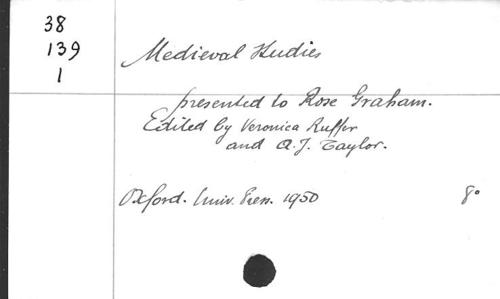 38
139
1
Medieval Studies
presented to Rose Graham.
Edited by Veronica Ruffer
and A.J. Taylor.
Oxford. Univ. Press. 1950 8°